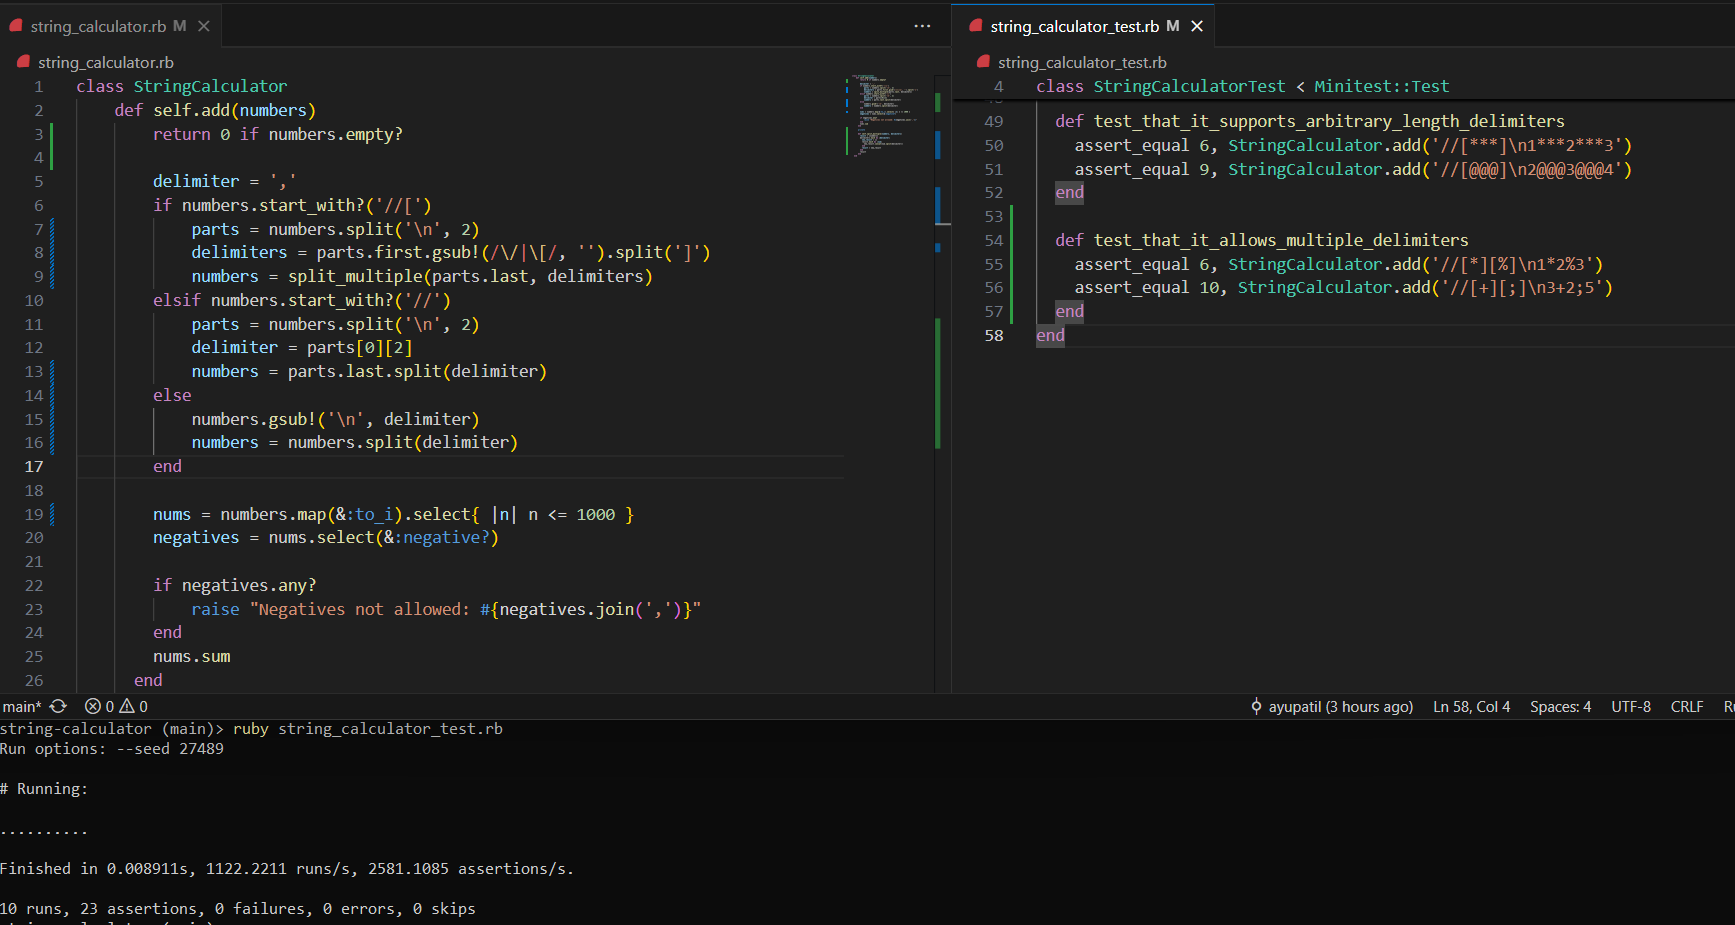 string_calculator.rb M
string_calculator.rb
1 class StringCalculator
2 def self.add(numbers)
3 return 0 if numbers.empty?
4
5 delimiter = ','
6 if numbers.start_with?('//[')
7 parts = numbers.split('\n', 2)
8 delimiters = parts.first.gsub!(/\/|\[/, '').split(']')
9 numbers = split_multiple(parts.last, delimiters)
10 elsif numbers.start_with?('//')
11 parts = numbers.split('\n', 2)
12 delimiter = parts[0][2]
13 numbers = parts.last.split(delimiter)
14 else
15 numbers.gsub!('\n', delimiter)
16 numbers = numbers.split(delimiter)
17 end
18
19 nums = numbers.map(&:to_i).select{ |n| n <= 1000 }
20 negatives = nums.select(&:negative?)
21
22 if negatives.any?
23 raise "Negatives not allowed: #{negatives.join(',')}"
24 end
25 nums.sum
26 end
string_calculator_test.rb M
string_calculator_test.rb
4 class StringCalculatorTest < Minitest::Test
49 def test_that_it_supports_arbitrary_length_delimiters
50 assert_equal 6, StringCalculator.add('//[***]\n1***2***3')
51 assert_equal 9, StringCalculator.add('//[@@@]\n2@@@3@@@4')
52 end
53
54 def test_that_it_allows_multiple_delimiters
55 assert_equal 6, StringCalculator.add('//[*][%]\n1*2%3')
56 assert_equal 10, StringCalculator.add('//[+][;]\n3+2;5')
57 end
58 end
main* 0 0 ayupatil (3 hours ago) Ln 58, Col 4 Spaces: 4 UTF-8 CRLF
string-calculator (main)> ruby string_calculator_test.rb
Run options: --seed 27489
# Running:
..........
Finished in 0.008911s, 1122.2211 runs/s, 2581.1085 assertions/s.
10 runs, 23 assertions, 0 failures, 0 errors, 0 skips